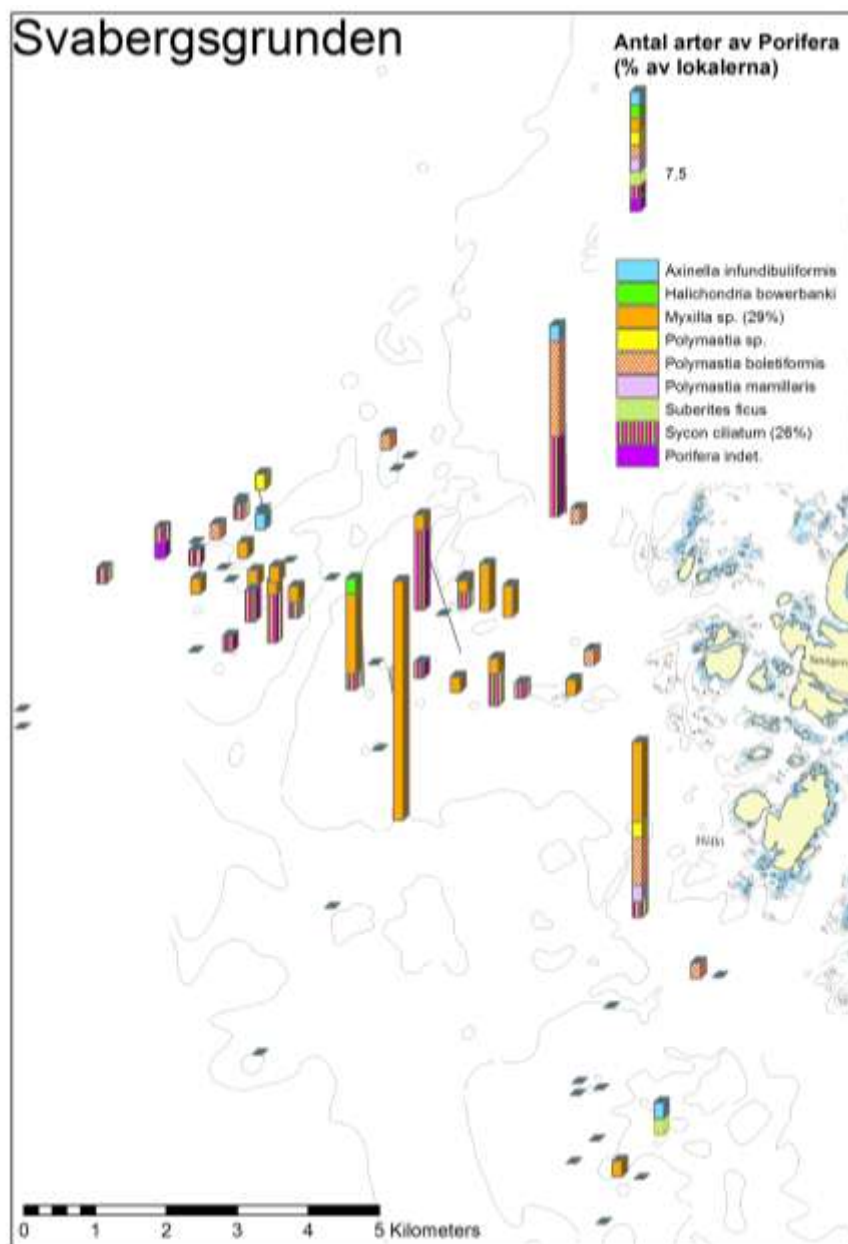 Svabergsgrunden
Antal arter av Porifera
(% av lokalerna)
7,5
Axinella infundibuliformis
Halichondria bowerbanki
Myxilla sp. (29%)
Polymastia sp.
Polymastia boletiformis
Polymastia mamillaris
Suberites ficus
Sycon ciliatum (26%)
Porifera indet.
0 1 2 3 4 5 Kilometers